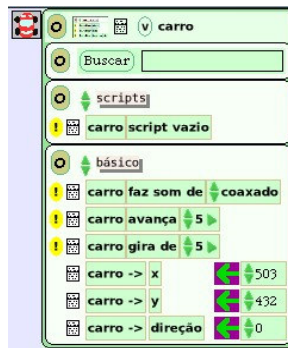 v carro
Buscar
scripts
! carro script vazio
básico
! carro faz som de coaxado
! carro avança 5
! carro gira de 5
carro -> x 503
carro -> y 432
carro -> direção 0